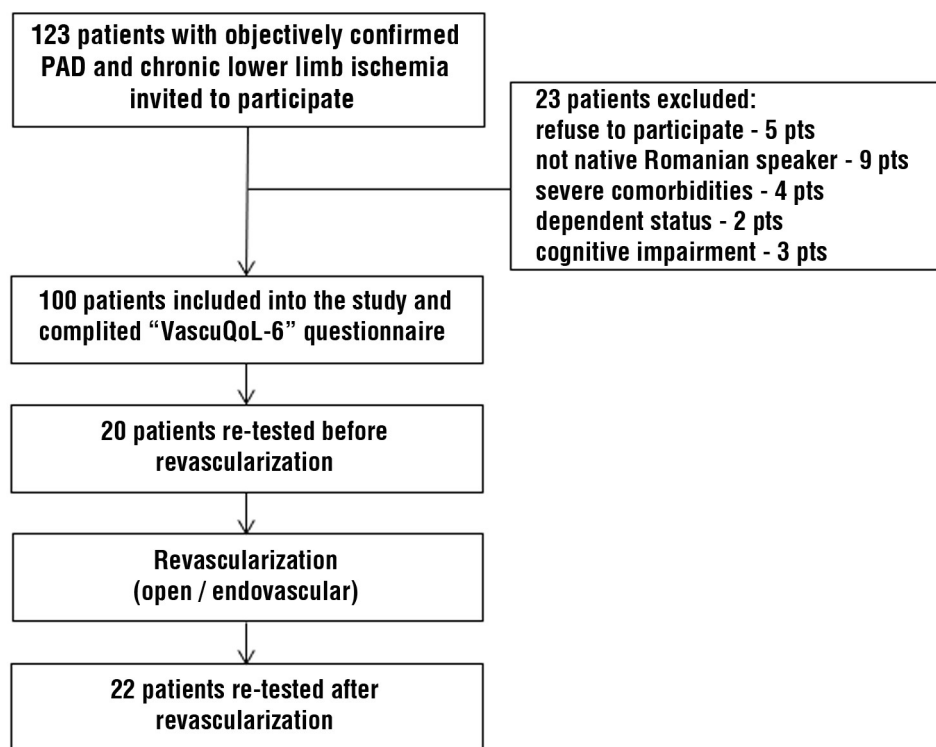 123 patients with objectively confirmed
PAD and chronic lower limb ischemia
invited to participate
23 patients excluded:
refuse to participate - 5 pts
not native Romanian speaker - 9 pts
severe comorbidities - 4 pts
dependent status - 2 pts
cognitive impairment - 3 pts
100 patients included into the study and
complited “VascuQoL-6” questionnaire
20 patients re-tested before
revascularization
Revascularization
(open / endovascular)
22 patients re-tested after
revascularization